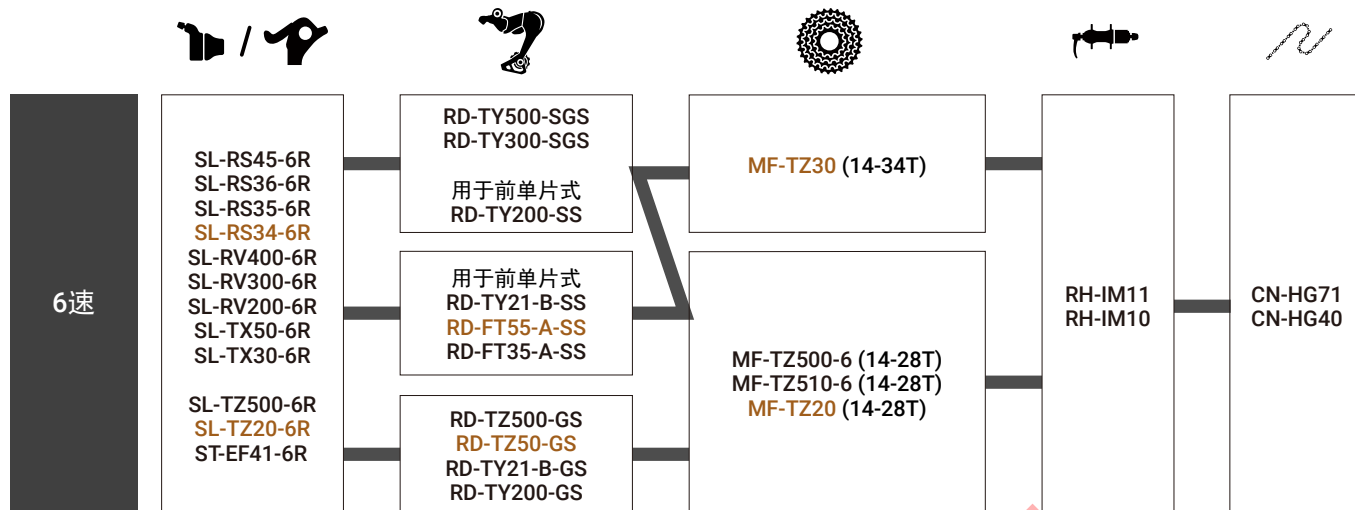 6速
SL-RS45-6R
SL-RS36-6R
SL-RS35-6R
SL-RS34-6R
SL-RV400-6R
SL-RV300-6R
SL-RV200-6R
SL-TX50-6R
SL-TX30-6R
SL-TZ500-6R
SL-TZ20-6R
ST-EF41-6R
RD-TY500-SGS
RD-TY300-SGS
用于前单片式
RD-TY200-SS
用于前单片式
RD-TY21-B-SS
RD-FT55-A-SS
RD-FT35-A-SS
RD-TZ500-GS
RD-TZ50-GS
RD-TY21-B-GS
RD-TY200-GS
MF-TZ30 (14-34T)
MF-TZ500-6 (14-28T)
MF-TZ510-6 (14-28T)
MF-TZ20 (14-28T)
RH-IM11
RH-IM10
CN-HG71
CN-HG40